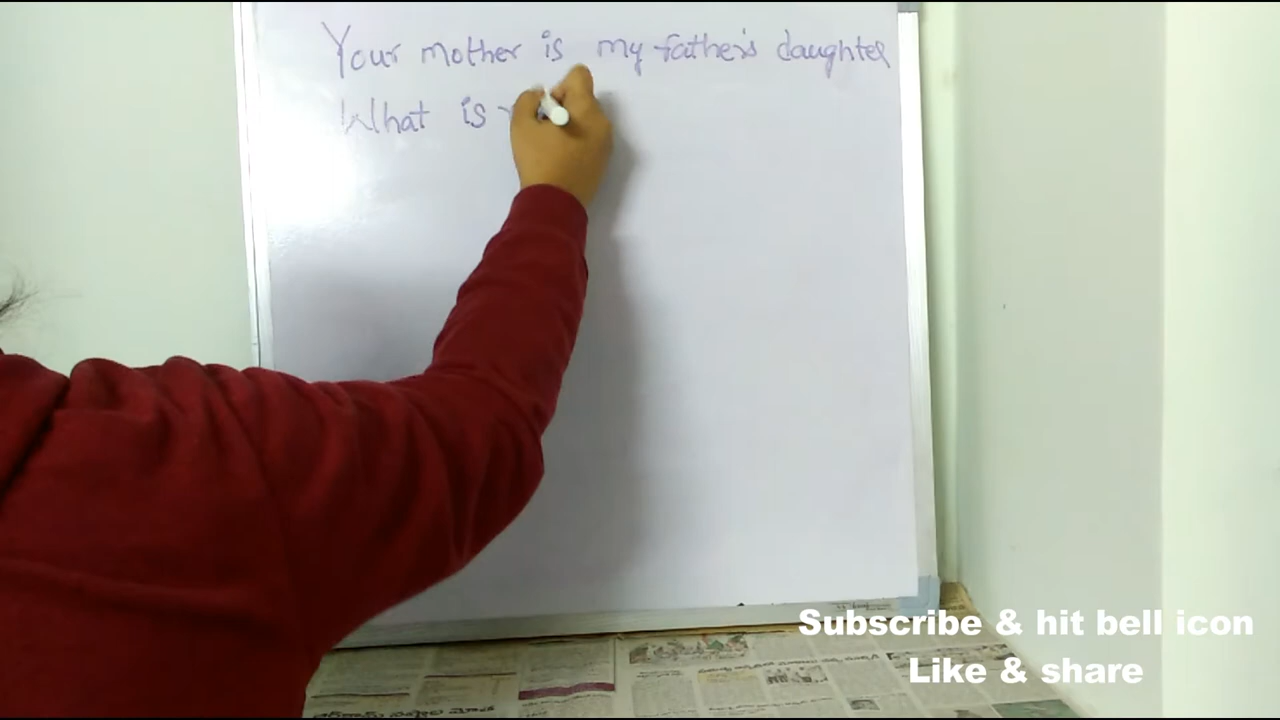 Your mother is my father's daughter
What is
Subscribe & hit bell icon
Like & share